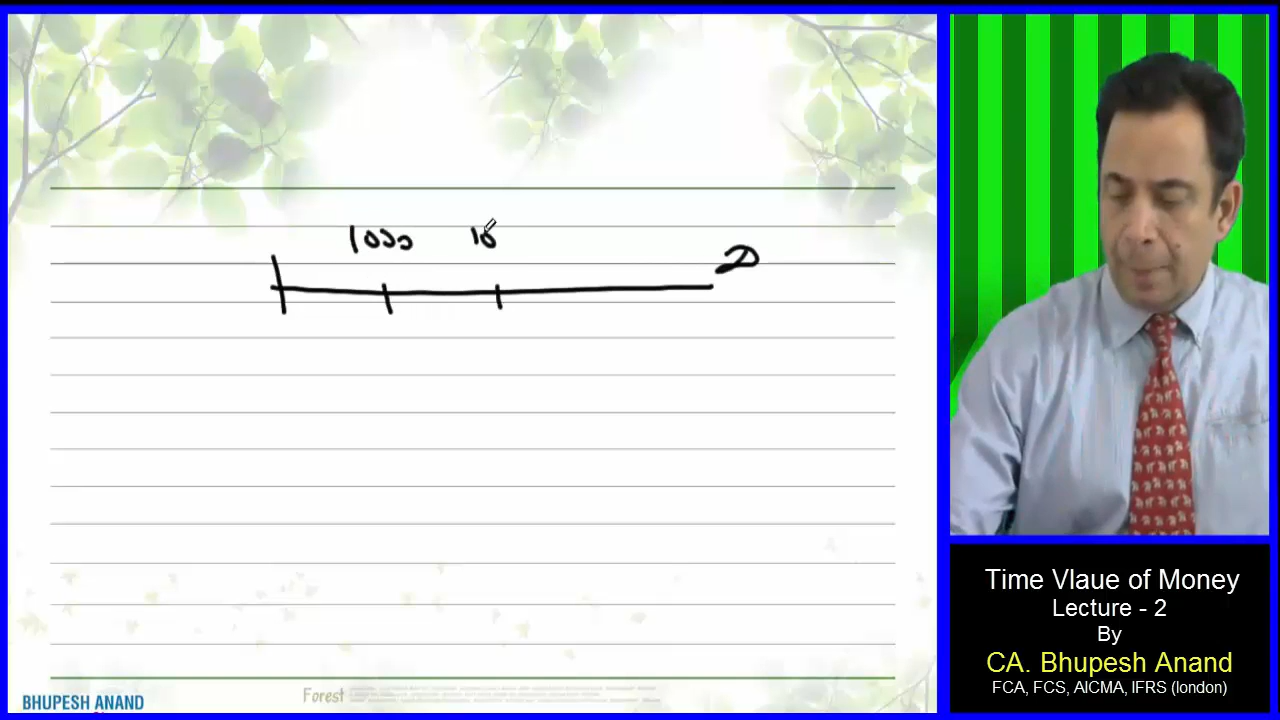 1000 10
∞
Time Vlaue of Money
Lecture - 2
By
CA. Bhupesh Anand
FCA, FCS, AICMA, IFRS (london)
BHUPESH ANAND
Forest